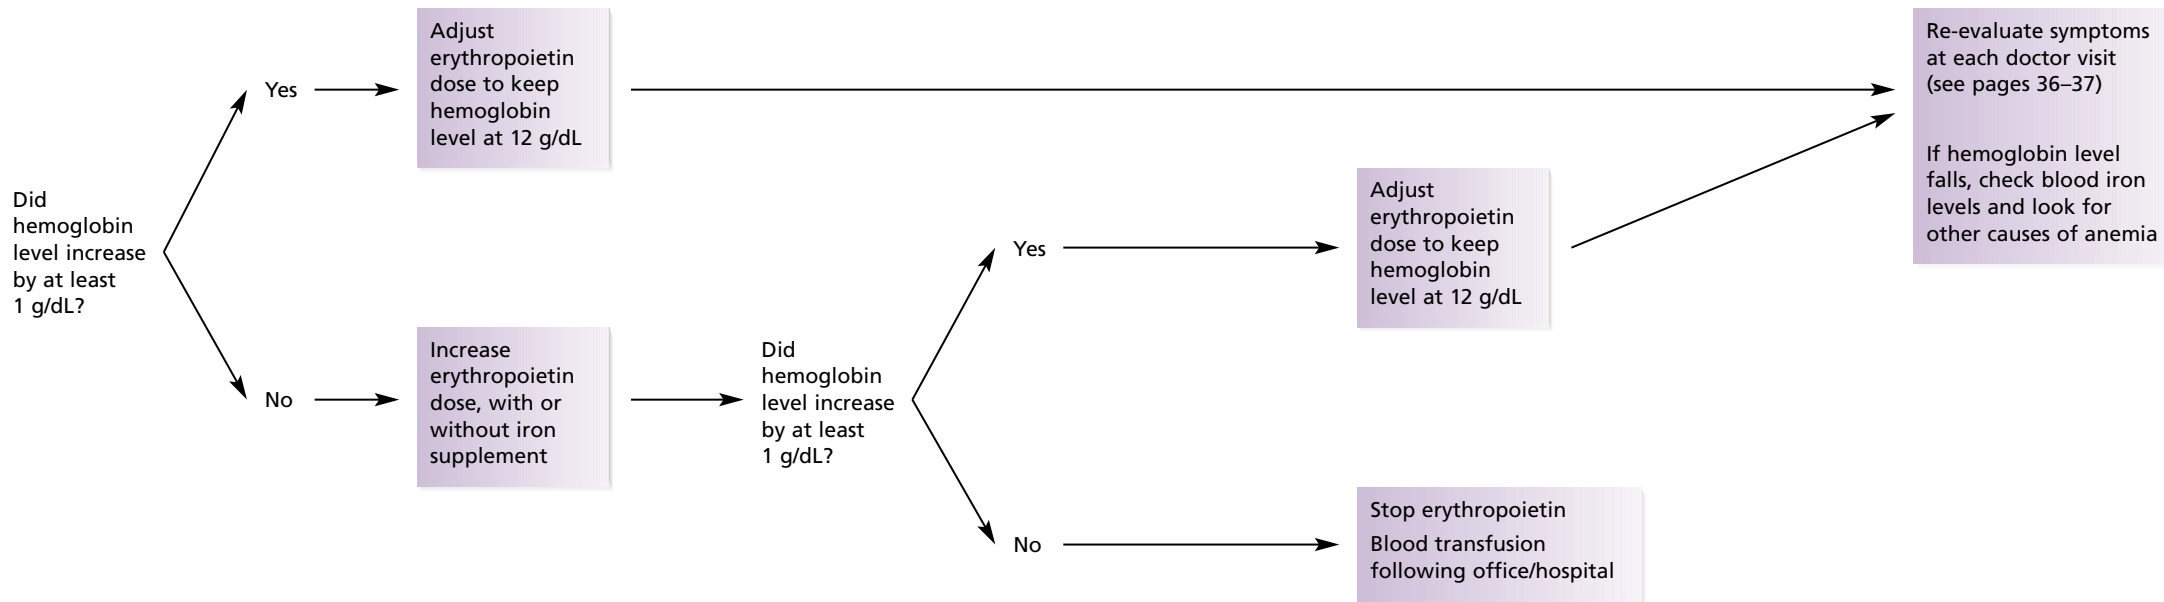 Did
hemoglobin
level increase
by at least
1 g/dL?
Yes
Adjust
erythropoietin
dose to keep
hemoglobin
level at 12 g/dL
No
Increase
erythropoietin
dose, with or
without iron
supplement
Did
hemoglobin
level increase
by at least
1 g/dL?
Yes
Adjust
erythropoietin
dose to keep
hemoglobin
level at 12 g/dL
No
Stop erythropoietin
Blood transfusion
following office/hospital
Re-evaluate symptoms
at each doctor visit
(see pages 36–37)
If hemoglobin level
falls, check blood iron
levels and look for
other causes of anemia